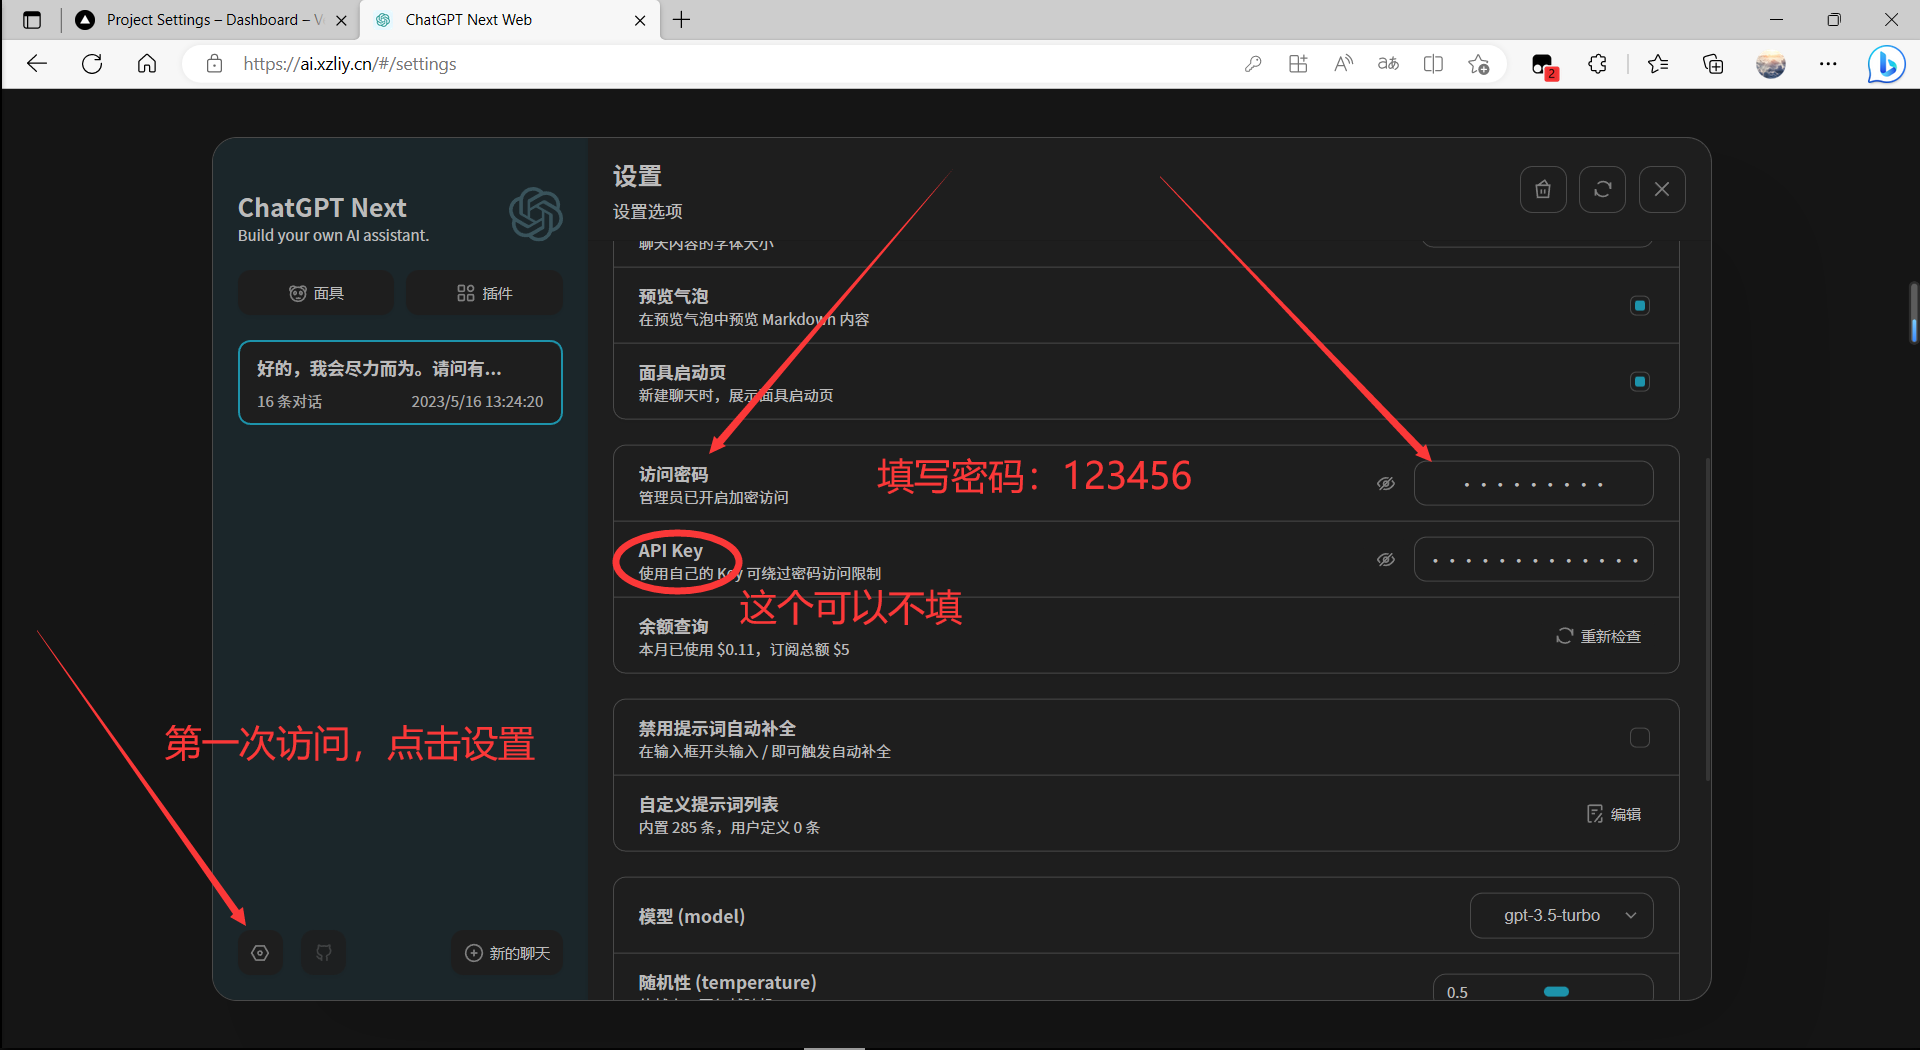 Project Settings – Dashboard – V
ChatGPT Next Web
https://ai.xzliy.cn/#/settings
2
ChatGPT Next
Build your own AI assistant.
面具
插件
好的，我会尽力而为。请问有...
16 条对话
2023/5/16 13:24:20
第一次访问，点击设置
新的聊天
设置
设置选项
聊天内容的字体大小
预览气泡
在预览气泡中预览 Markdown 内容
面具启动页
新建聊天时，展示面具启动页
访问密码
管理员已开启加密访问
填写密码：123456
API Key
使用自己的 Key 可绕过密码访问限制
这个可以不填
余额查询
本月已使用 $0.11，订阅总额 $5
重新检查
禁用提示词自动补全
在输入框开头输入 / 即可触发自动补全
自定义提示词列表
内置 285 条，用户定义 0 条
编辑
模型 (model)
gpt-3.5-turbo
随机性 (temperature)
0.5